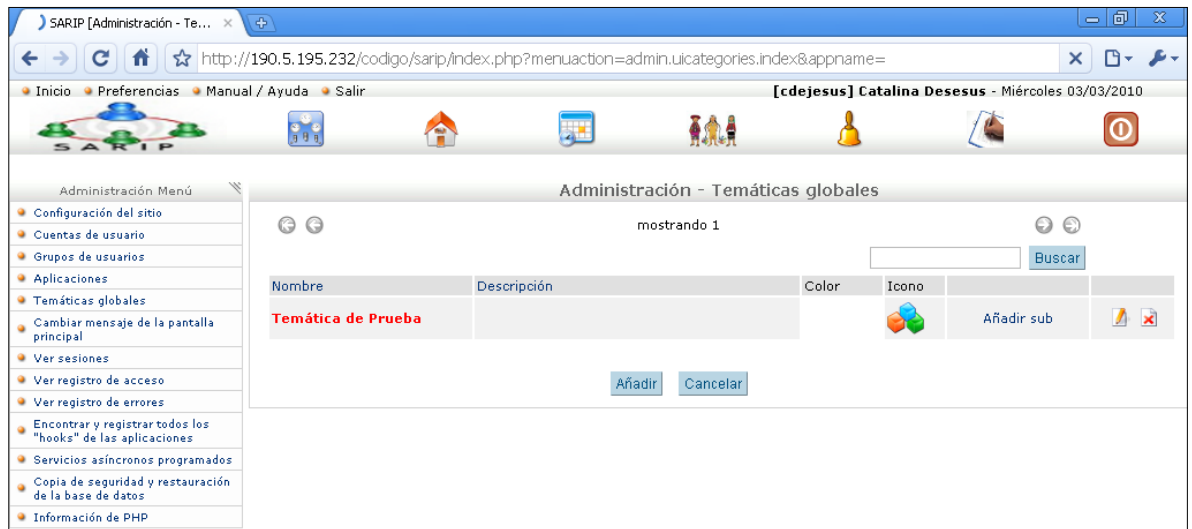 SARIP [Administración - Te...
http://190.5.195.232/codigo/sarip/index.php?menuaction=admin.uicategories.index&appname=
Inicio Preferencias Manual / Ayuda Salir
[cdejesus] Catalina Desesus - Miércoles 03/03/2010
SARIP
Administración Menú
Configuración del sitio
Cuentas de usuario
Grupos de usuarios
Aplicaciones
Temáticas globales
Cambiar mensaje de la pantalla
principal
Ver sesiones
Ver registro de acceso
Ver registro de errores
Encontrar y registrar todos los
"hooks" de las aplicaciones
Servicios asíncronos programados
Copia de seguridad y restauración
de la base de datos
Información de PHP
Administración - Temáticas globales
mostrando 1
Buscar
Nombre Descripción Color Icono
Temática de Prueba Añadir sub
Añadir Cancelar